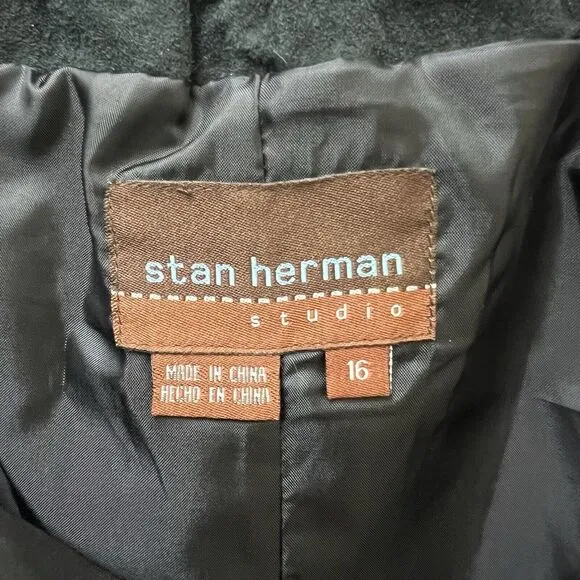 stan herman
studio
MADE IN CHINA
HECHO EN CHINA
16